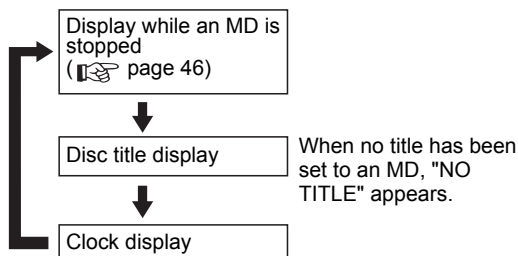 Display while an MD is
stopped
( page 46)
Disc title display
When no title has been
set to an MD, "NO
TITLE" appears.
Clock display